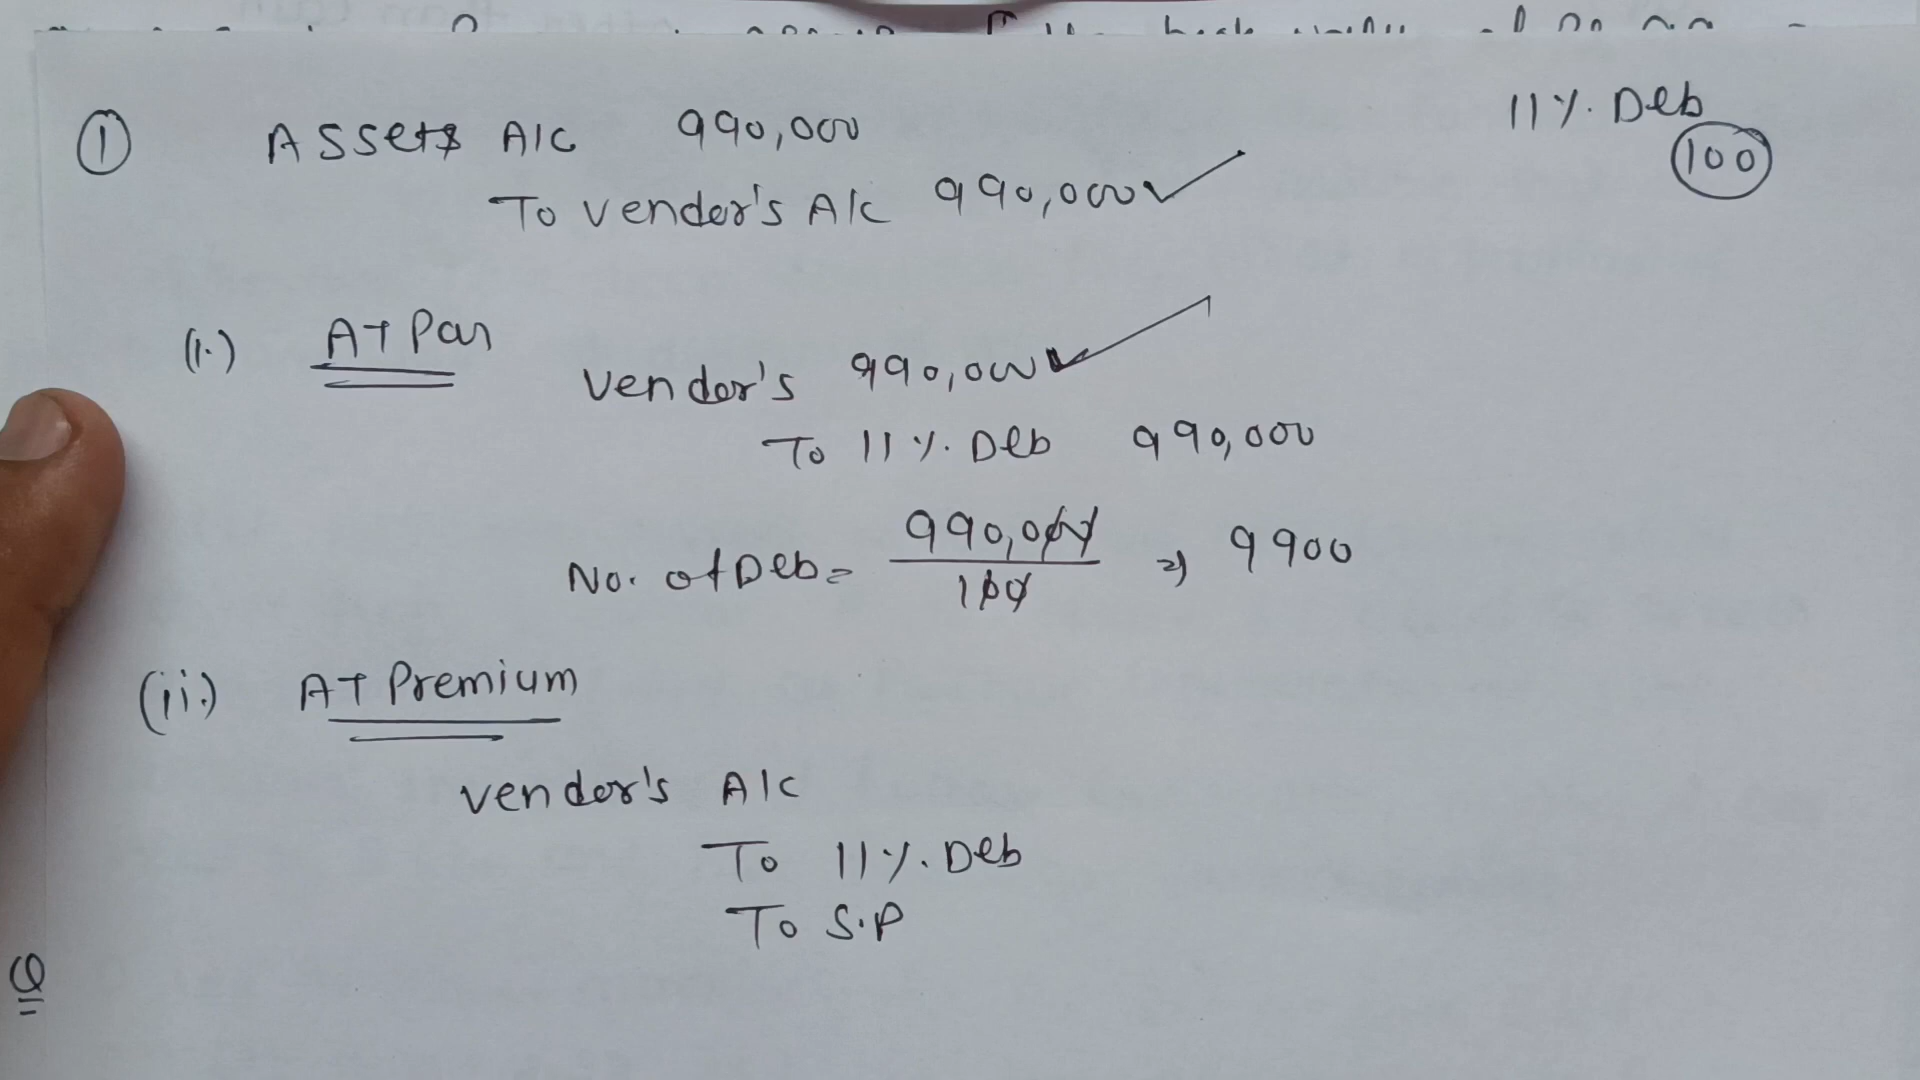 11 %. Deb
100
① Assets A/C 990,000
To vendor's A/C 990,000
(i.) AT Par
vendor's 990,000
To 11 %. Deb 990,000
No. of Deb = 990,000 / 100 ⇒ 9900
(ii.) AT Premium
vendor's A/C
To 11 %. Deb
To S.P
Q